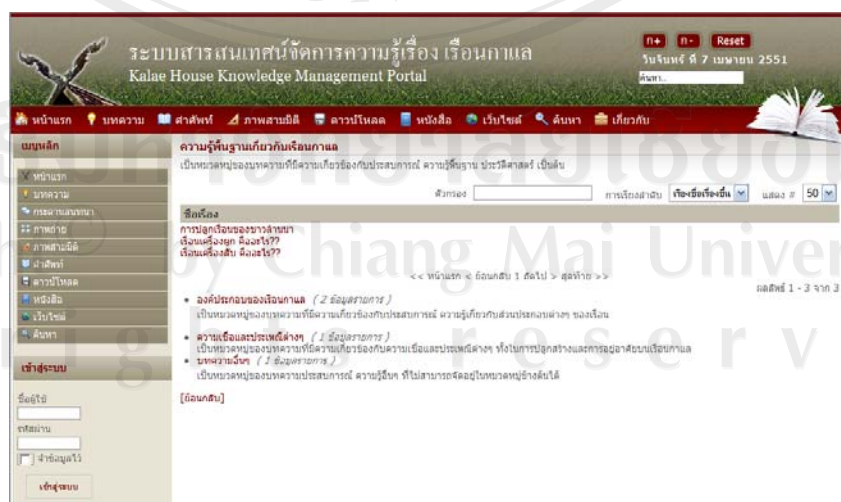 ระบบสารสนเทศน์จัดการความรู้เรื่อง เรือนกาแล
Kalae House Knowledge Management Portal
ก+ ก- Reset
วันจันทร์ ที่ 7 เมษายน 2551
ค้นหา..
หน้าแรก บทความ ศาศัพท์ ภาพสามมิติ ดาวน์โหลด หนังสือ เว็บไซต์ ค้นหา เกี่ยวกับ
เมนูหลัก
หน้าแรก
บทความ
กระดานสนทนา
ภาพถ่าย
ภาพสามมิติ
คำศัพท์
ดาวน์โหลด
หนังสือ
เว็บไซต์
ค้นหา
เข้าสู่ระบบ
ชื่อผู้ใช้
รหัสผ่าน
จำข้อมูลไว้
เข้าสู่ระบบ
ความรู้พื้นฐานเกี่ยวกับเรือนกาแล
เป็นหมวดหมู่ของบทความที่มีความเกี่ยวข้องกับประสบการณ์ ความรู้พื้นฐาน ประวัติศาสตร์ เป็นต้น
ตัวกรอง การเรียงลำดับ แสดง # 50
ชื่อเรื่อง
การปลูกเรือนของชาวล้านนา
เรือนเครื่องผูก คืออะไร??
เรือนเครื่องสับ คืออะไร??
<< หน้าแรก < ย้อนกลับ 1 ถัดไป > สุดท้าย >>
ผลลัพธ์ 1 - 3 จาก 3
องค์ประกอบของเรือนกาแล ( 2 ข้อมูลรายการ )
เป็นหมวดหมู่ของบทความที่มีความเกี่ยวข้องกับประสบการณ์ ความรู้เกี่ยวกับส่วนประกอบต่างๆ ของเรือน
ความเชื่อและประเพณีต่างๆ ( 1 ข้อมูลรายการ )
เป็นหมวดหมู่ของบทความที่มีความเกี่ยวข้องกับความเชื่อและประเพณีต่างๆ ทั้งในการปลูกสร้างและการอยู่อาศัยบนเรือนกาแล
บทความอื่นๆ ( 1 ข้อมูลรายการ )
เป็นหมวดหมู่ของบทความประสบการณ์ ความรู้อื่นๆ ที่ไม่สามารถจัดอยู่ในหมวดหมู่ข้างต้นได้
[ย้อนกลับ]
by Chiang Mai Univer
rights reserv